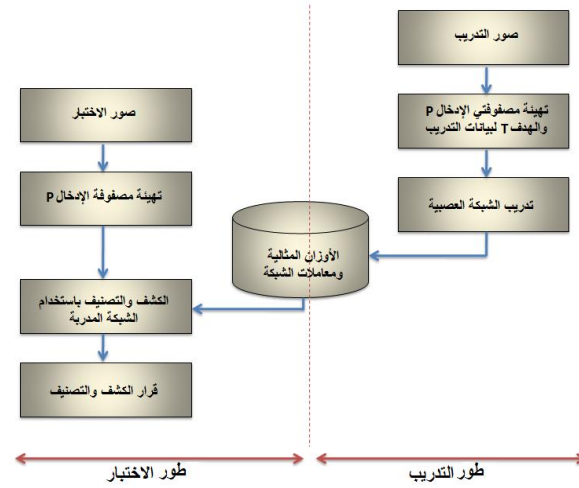 صور التدريب
تهيئة مصفوفتي الإدخال P
والهدف T لبيانات التدريب
تدريب الشبكة العصبية
الأوزان المثالية
ومعاملات الشبكة
صور الاختبار
تهيئة مصفوفة الإدخال P
الكشف والتصنيف باستخدام
الشبكة المدربة
قرار الكشف والتصنيف
طور التدريب
طور الاختبار